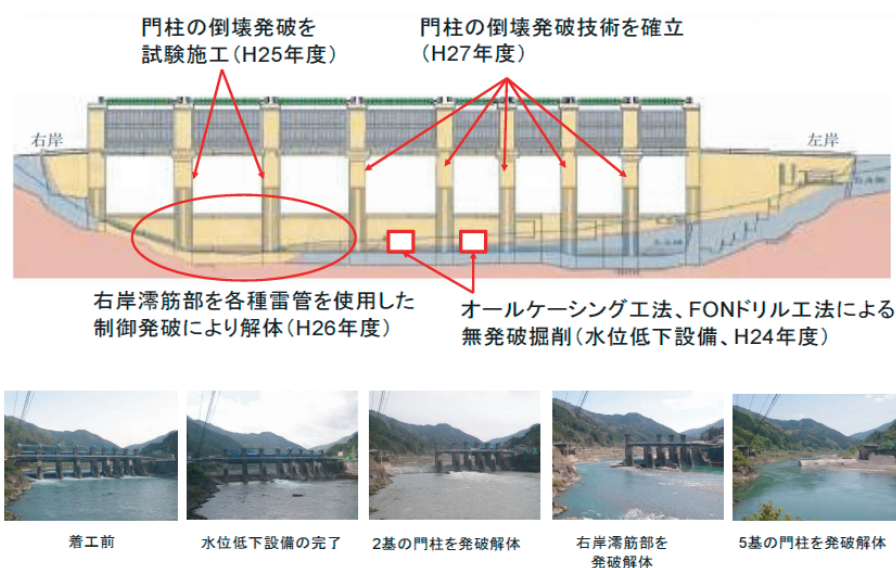 門柱の倒壊発破を
試験施工(H25年度)
門柱の倒壊発破技術を確立
(H27年度)
右岸
左岸
右岸澪筋部を各種雷管を使用した
制御発破により解体(H26年度)
オールケーシング工法、FONドリル工法による
無発破掘削(水位低下設備、H24年度)
着工前
水位低下設備の完了
2基の門柱を発破解体
右岸澪筋部を
発破解体
5基の門柱を発破解体